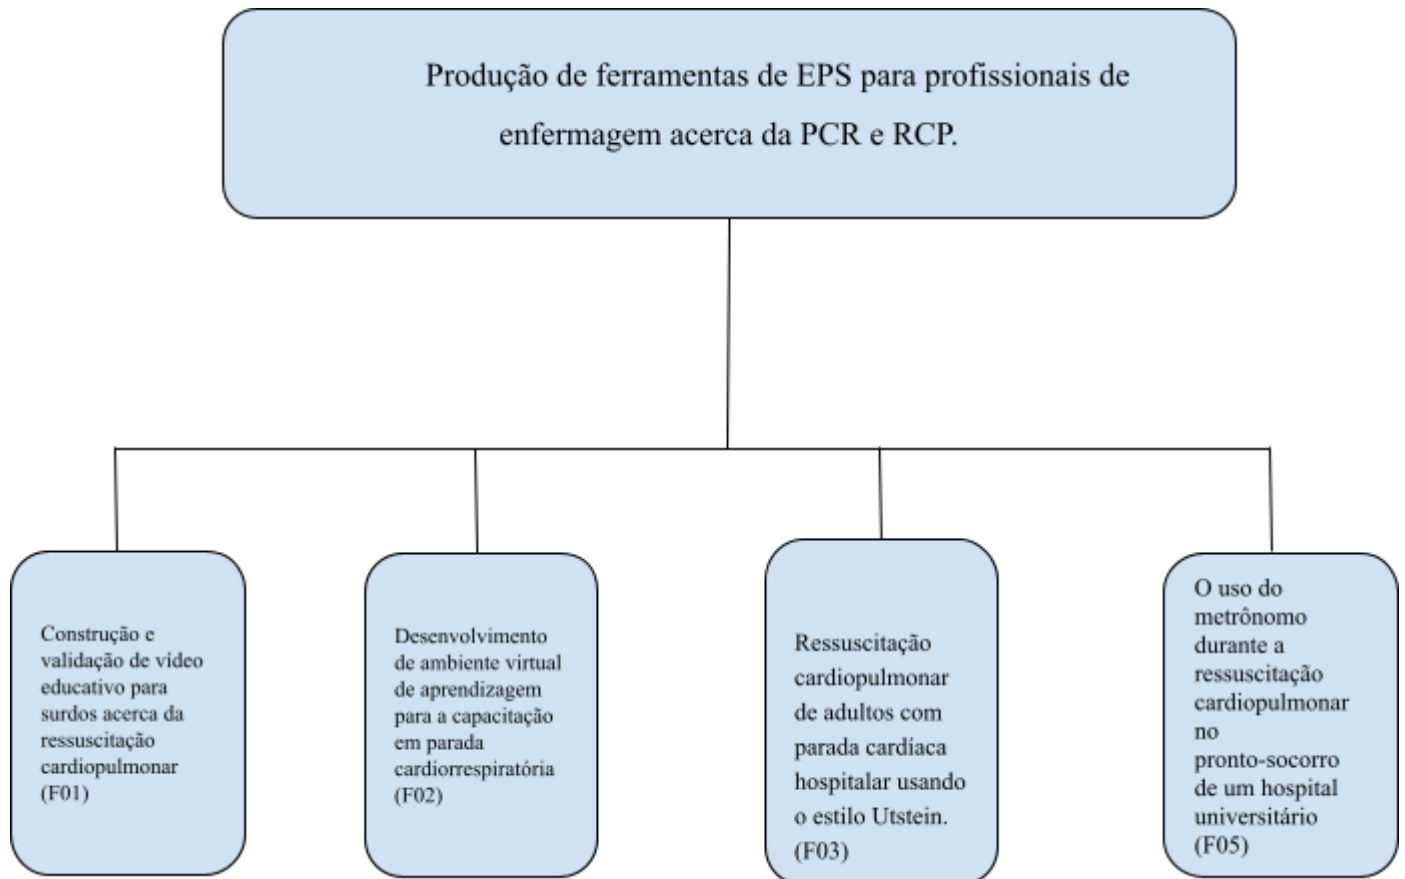 Produção de ferramentas de EPS para profissionais de
enfermagem acerca da PCR e RCP.
Construção e
validação de vídeo
educativo para
surdos acerca da
ressuscitação
cardiopulmonar
(F01)
Desenvolvimento
de ambiente virtual
de aprendizagem
para a capacitação
em parada
cardiorrespiratória
(F02)
Ressuscitação
cardiopulmonar
de adultos com
parada cardíaca
hospitalar usando
o estilo Utstein.
(F03)
O uso do
metrônomo
durante a
ressuscitação
cardiopulmonar
no
pronto-socorro
de um hospital
universitário
(F05)